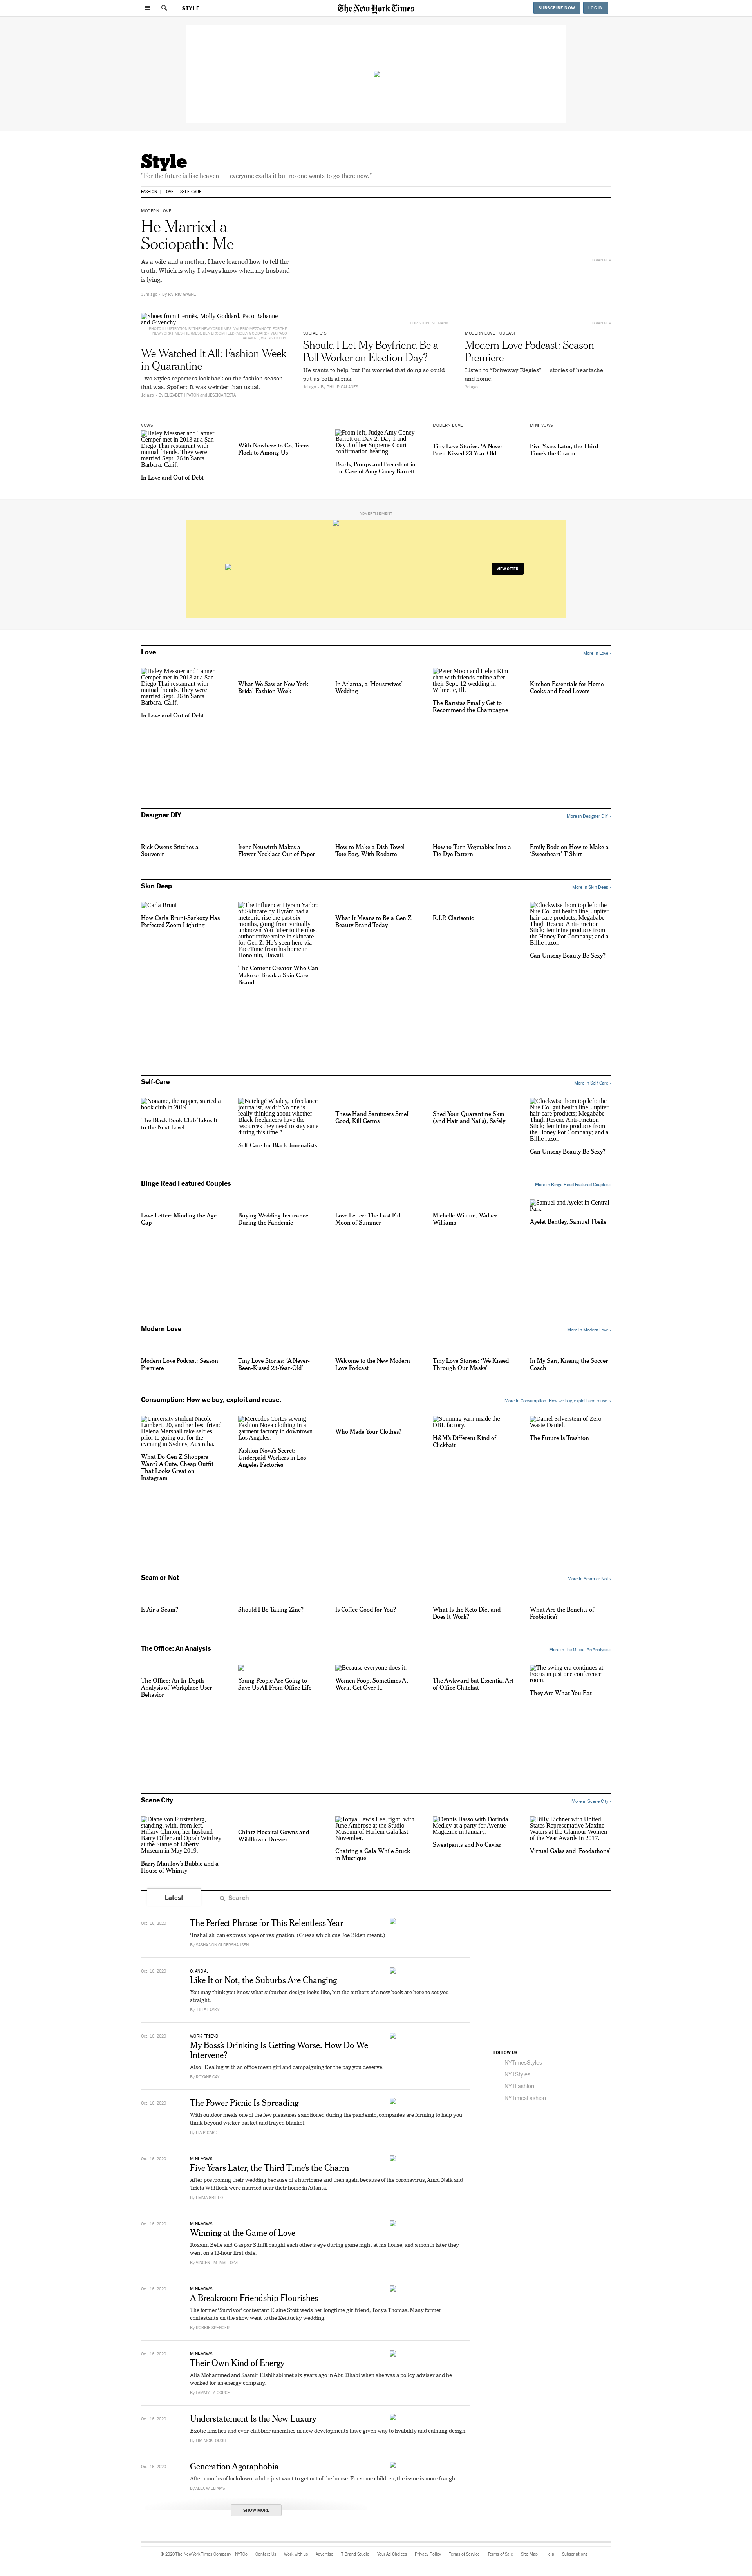 STYLE
The New York Times
SUBSCRIBE NOW
LOG IN
Style
"For the future is like heaven — everyone exalts it but no one wants to go there now."
FASHION
LOVE
SELF-CARE
MODERN LOVE
He Married a
Sociopath: Me
As a wife and a mother, I have learned how to tell the
truth. Which is why I always know when my husband
is lying.
BRIAN REA
37m ago · By PATRIC GAGNE
Shoes from Hermès, Molly Goddard, Paco Rabanne
and Givenchy.
We Watched It All: Fashion Week
in Quarantine
Two Styles reporters look back on the fashion season
that was. Spoiler: It was weirder than usual.
1d ago · By ELIZABETH PATON and JESSICA TESTA
SOCIAL Q'S
Should I Let My Boyfriend Be a
Poll Worker on Election Day?
He wants to help, but I'm worried that doing so could
put us both at risk.
1d ago · By PHILIP GALANES
BRIAN REA
MODERN LOVE PODCAST
Modern Love Podcast: Season
Premiere
Listen to "Driveway Elegies" — stories of heartache
and home.
2d ago
VOWS
Haley Messner and Tanner
Cemper met in 2013 at a San
Diego Thai restaurant with
mutual friends. They were
married Sept. 26 in Santa
Barbara, Calif.
In Love and Out of Debt
With Nowhere to Go, Teens
Flock to Among Us
From left, Judge Amy Coney
Barrett on Day 2, Day 1 and
Day 3 of her Supreme Court
confirmation hearing.
Pearls, Pumps and Precedent in
the Case of Amy Coney Barrett
MODERN LOVE
Tiny Love Stories: 'A Never-
Been-Kissed 23-Year-Old'
MINI-VOWS
Five Years Later, the Third
Time's the Charm
ADVERTISEMENT
VIEW OFFER
Love
More in Love ›
Haley Messner and Tanner
Cemper met in 2013 at a San
Diego Thai restaurant with
mutual friends. They were
married Sept. 26 in Santa
Barbara, Calif.
In Love and Out of Debt
What We Saw at New York
Bridal Fashion Week
In Atlanta, a 'Housewives'
Wedding
Peter Moon and Helen Kim
chat with friends online after
their Sept. 12 wedding in
Wilmette, Ill.
The Baristas Finally Get to
Recommend the Champagne
Kitchen Essentials for Home
Cooks and Food Lovers
Designer DIY
More in Designer DIY ›
Rick Owens Stitches a
Souvenir
Irene Neuwirth Makes a
Flower Necklace Out of Paper
How to Make a Dish Towel
Tote Bag, With Rodarte
How to Turn Vegetables Into a
Tie-Dye Pattern
Emily Bode on How to Make a
'Sweetheart' T-Shirt
Skin Deep
More in Skin Deep ›
Carla Bruni
How Carla Bruni-Sarkozy Has
Perfected Zoom Lighting
The influencer Hyram Yarbro
of Skincare by Hyram had a
meteoric rise the past six
months, going from virtually
unknown YouTuber to the most
authoritative voice in skincare
for Gen Z. He's seen here via
FaceTime from his home in
Honolulu, Hawaii.
The Content Creator Who Can
Make or Break a Skin Care
Brand
What It Means to Be a Gen Z
Beauty Brand Today
R.I.P. Clarisonic
Clockwise from top left: the
Nue Co. gut health line; Jupiter
hair-care products; Megababe
Thigh Rescue Anti-Friction
Stick; feminine products from
the Honey Pot Company; and a
Billie razor.
Can Unsexy Beauty Be Sexy?
Self-Care
More in Self-Care ›
Noname, the rapper, started a
book club in 2019.
The Black Book Club Takes It
to the Next Level
Natelegé Whaley, a freelance
journalist, said: "No one is
really thinking about whether
Black freelancers have the
resources they need to stay sane
during this time."
Self-Care for Black Journalists
These Hand Sanitizers Smell
Good, Kill Germs
Shed Your Quarantine Skin
(and Hair and Nails), Safely
Clockwise from top left: the
Nue Co. gut health line; Jupiter
hair-care products; Megababe
Thigh Rescue Anti-Friction
Stick; feminine products from
the Honey Pot Company; and a
Billie razor.
Can Unsexy Beauty Be Sexy?
Binge Read Featured Couples
More in Binge Read Featured Couples ›
Love Letter: Minding the Age
Gap
Buying Wedding Insurance
During the Pandemic
Love Letter: The Last Full
Moon of Summer
Michelle Wikum, Walker
Williams
Samuel and Ayelet in Central
Park
Ayelet Bentley, Samuel Tbeile
Modern Love
More in Modern Love ›
Modern Love Podcast: Season
Premiere
Tiny Love Stories: 'A Never-
Been-Kissed 23-Year-Old'
Welcome to the New Modern
Love Podcast
Tiny Love Stories: 'We Kissed
Through Our Masks'
In My Sari, Kissing the Soccer
Coach
Consumption: How we buy, exploit and reuse.
More in Consumption: How we buy, exploit and reuse. ›
University student Nicole
Lambert, 20, and her best friend
Helena Marshall take selfies
prior to going out for the
evening in Sydney, Australia.
What Do Gen Z Shoppers
Want? A Cute, Cheap Outfit
That Looks Great on
Instagram
Mercedes Cortes sewing
Fashion Nova clothing in a
garment factory in downtown
Los Angeles.
Fashion Nova's Secret:
Underpaid Workers in Los
Angeles Factories
Who Made Your Clothes?
Spinning yarn inside the
DBL factory.
H&M's Different Kind of
Clickbait
Daniel Silverstein of Zero
Waste Daniel.
The Future Is Trashion
Scam or Not
More in Scam or Not ›
Is Air a Scam?
Should I Be Taking Zinc?
Is Coffee Good for You?
What Is the Keto Diet and
Does It Work?
What Are the Benefits of
Probiotics?
The Office: An Analysis
More in The Office: An Analysis ›
The Office: An In-Depth
Analysis of Workplace User
Behavior
Young People Are Going to
Save Us All From Office Life
Because everyone does it.
Women Poop. Sometimes At
Work. Get Over It.
The Awkward but Essential Art
of Office Chitchat
The swing era continues at
Focus in just one conference
room.
They Are What You Eat
Scene City
More in Scene City ›
Diane von Furstenberg,
standing, with, from left,
Hillary Clinton, her husband
Barry Diller and Oprah Winfrey
at the Statue of Liberty
Museum in May 2019.
Barry Manilow's Bubble and a
House of Whimsy
Chintz Hospital Gowns and
Wildflower Dresses
Tonya Lewis Lee, right, with
June Ambrose at the Studio
Museum of Harlem Gala last
November.
Chairing a Gala While Stuck
in Mustique
Dennis Basso with Dorinda
Medley at a party for Avenue
Magazine in January.
Sweatpants and No Caviar
Billy Eichner with United
States Representative Maxine
Waters at the Glamour Women
of the Year Awards in 2017.
Virtual Galas and 'Foodathons'
Latest
Search
Oct. 19, 2020
The Perfect Phrase for This Relentless Year
'Inshallah' can express hope or resignation. (Guess which one Joe Biden meant.)
By SASHA VON OLDERSHAUSEN
Q. AND A.
Like It or Not, the Suburbs Are Changing
You may think you know what suburban design looks like, but the authors of a new book are here to set you
straight.
By JULIE LASKY
WORK FRIEND
My Boss's Drinking Is Getting Worse. How Do We
Intervene?
Also: Dealing with an office meat girl and campaigning for the pay you deserve.
By ROXANE GAY
The Power Picnic Is Spreading
With outdoor meals one of the few pleasures sanctioned during the pandemic, companies are forming to help you think
beyond wicker basket and frayed blanket.
By LIA PICARD
MINI-VOWS
Five Years Later, the Third Time's the Charm
After postponing their wedding because of a hurricane and then again because of the coronavirus, Amol Naik and
Tricia Whitlock were married near their home in Atlanta.
By EMMA GRILLO
MINI-VOWS
Winning at the Game of Love
Roxann Belle and Gaspar Stinfil caught each other's eye during game night at his house, and a month later they
went on a 12-hour first date.
By VINCENT M. MALLOZZI
MINI-VOWS
A Breakroom Friendship Flourishes
The former 'Survivor' contestant Elaine Stott weds her longtime girlfriend, Tonya Thomas. Many former
contestants on the show went to the Kentucky wedding.
By ROBBIE SPENCER
MINI-VOWS
Their Own Kind of Energy
Alia Mohammed and Saamir Elshihabi met six years ago in Abu Dhabi when she was a policy adviser and he
worked for an energy company.
By TAMMY LA GORCE
Understatement Is the New Luxury
Exotic finishes and ever-clubbier amenities in new developments have given way to livability and calming design.
By TIM MCKEOUGH
Generation Agoraphobia
After months of lockdown, adults just want to get out of the house. For some children, the issue is more fraught.
By ALEX WILLIAMS
SHOW MORE
FOLLOW US
NYTimesStyles
NYTStyles
NYTFashion
NYTimesFashion
© 2020 The New York Times Company
NYTCo
Contact Us
Work with us
Advertise
T Brand Studio
Your Ad Choices
Privacy Policy
Terms of Service
Terms of Sale
Site Map
Help
Subscriptions